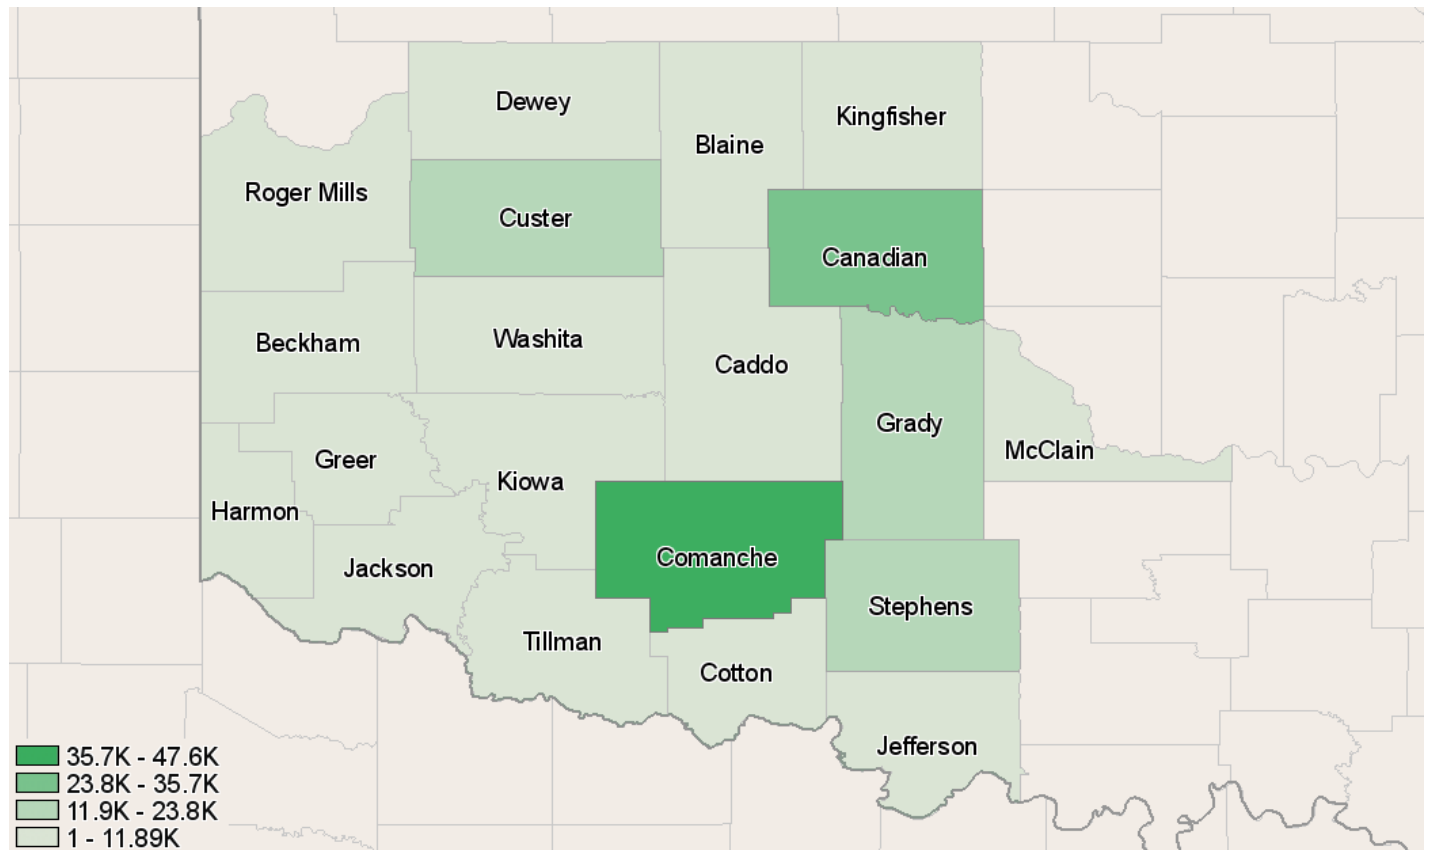 Dewey
Kingfisher
Blaine
Roger Mills
Custer
Canadian
Beckham
Washita
Caddo
Grady
McClain
Greer
Kiowa
Harmon
Comanche
Jackson
Stephens
Tillman
Cotton
Jefferson
35.7K - 47.6K
23.8K - 35.7K
11.9K - 23.8K
1 - 11.89K